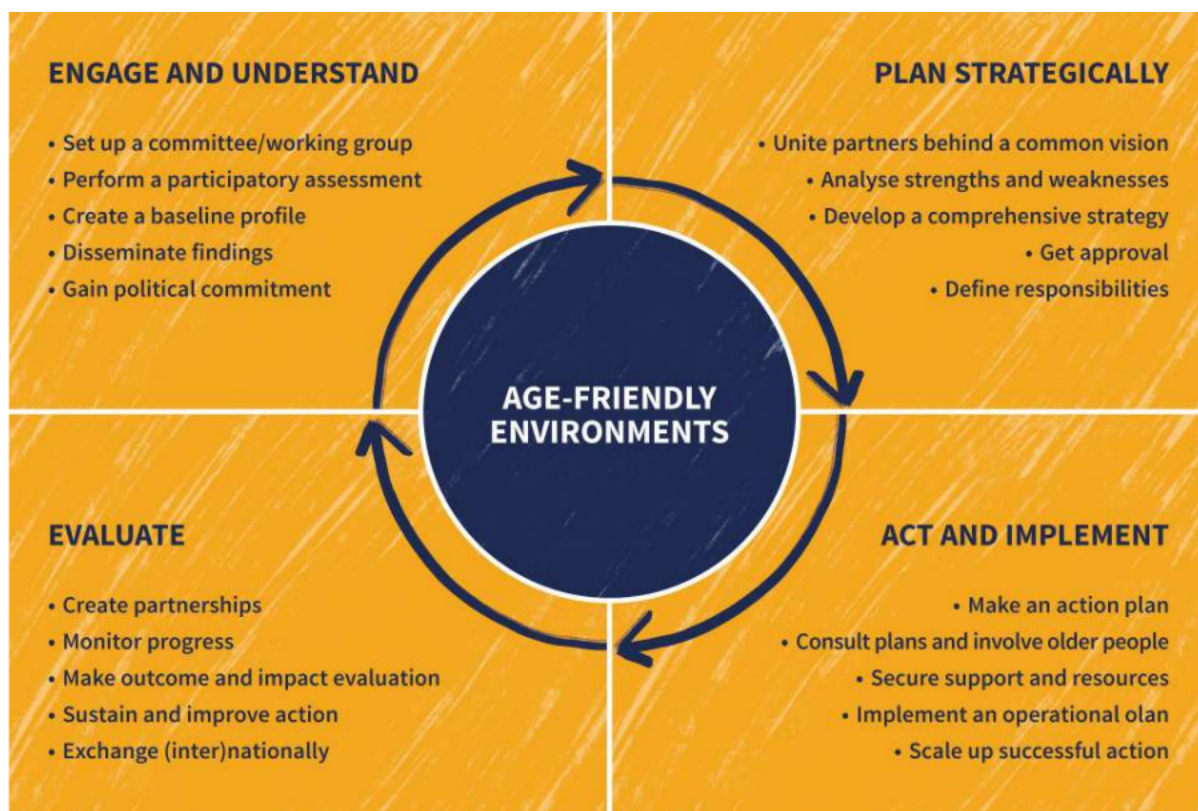 ENGAGE AND UNDERSTAND
• Set up a committee/working group
• Perform a participatory assessment
• Create a baseline profile
• Disseminate findings
• Gain political commitment
PLAN STRATEGICALLY
• Unite partners behind a common vision
• Analyse strengths and weaknesses
• Develop a comprehensive strategy
• Get approval
• Define responsibilities
AGE-FRIENDLY
ENVIRONMENTS
EVALUATE
• Create partnerships
• Monitor progress
• Make outcome and impact evaluation
• Sustain and improve action
• Exchange (inter)nationally
ACT AND IMPLEMENT
• Make an action plan
• Consult plans and involve older people
• Secure support and resources
• Implement an operational olan
• Scale up successful action